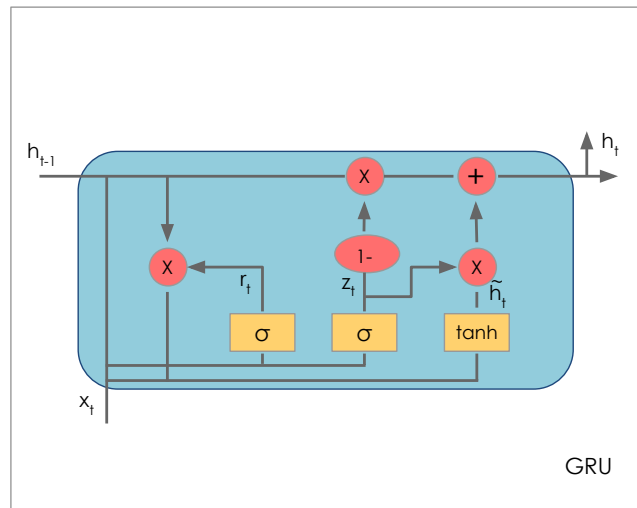 h_{t-1}
h_t
X
+
1-
X
r_t
z_t
X
h̃_t
σ
σ
tanh
x_t
GRU